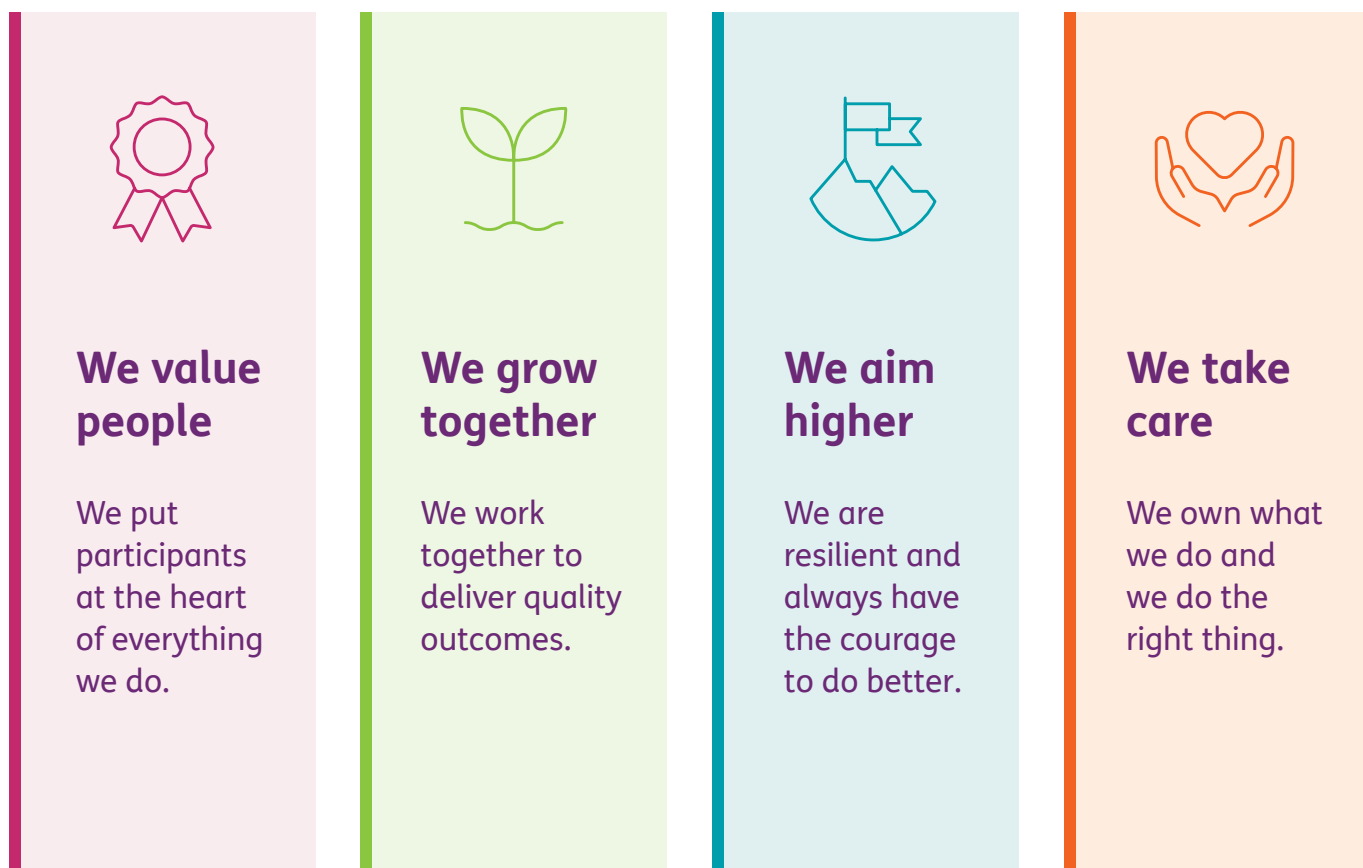 We value
people
We put
participants
at the heart
of everything
we do.
We grow
together
We work
together to
deliver quality
outcomes.
We aim
higher
We are
resilient and
always have
the courage
to do better.
We take
care
We own what
we do and
we do the
right thing.